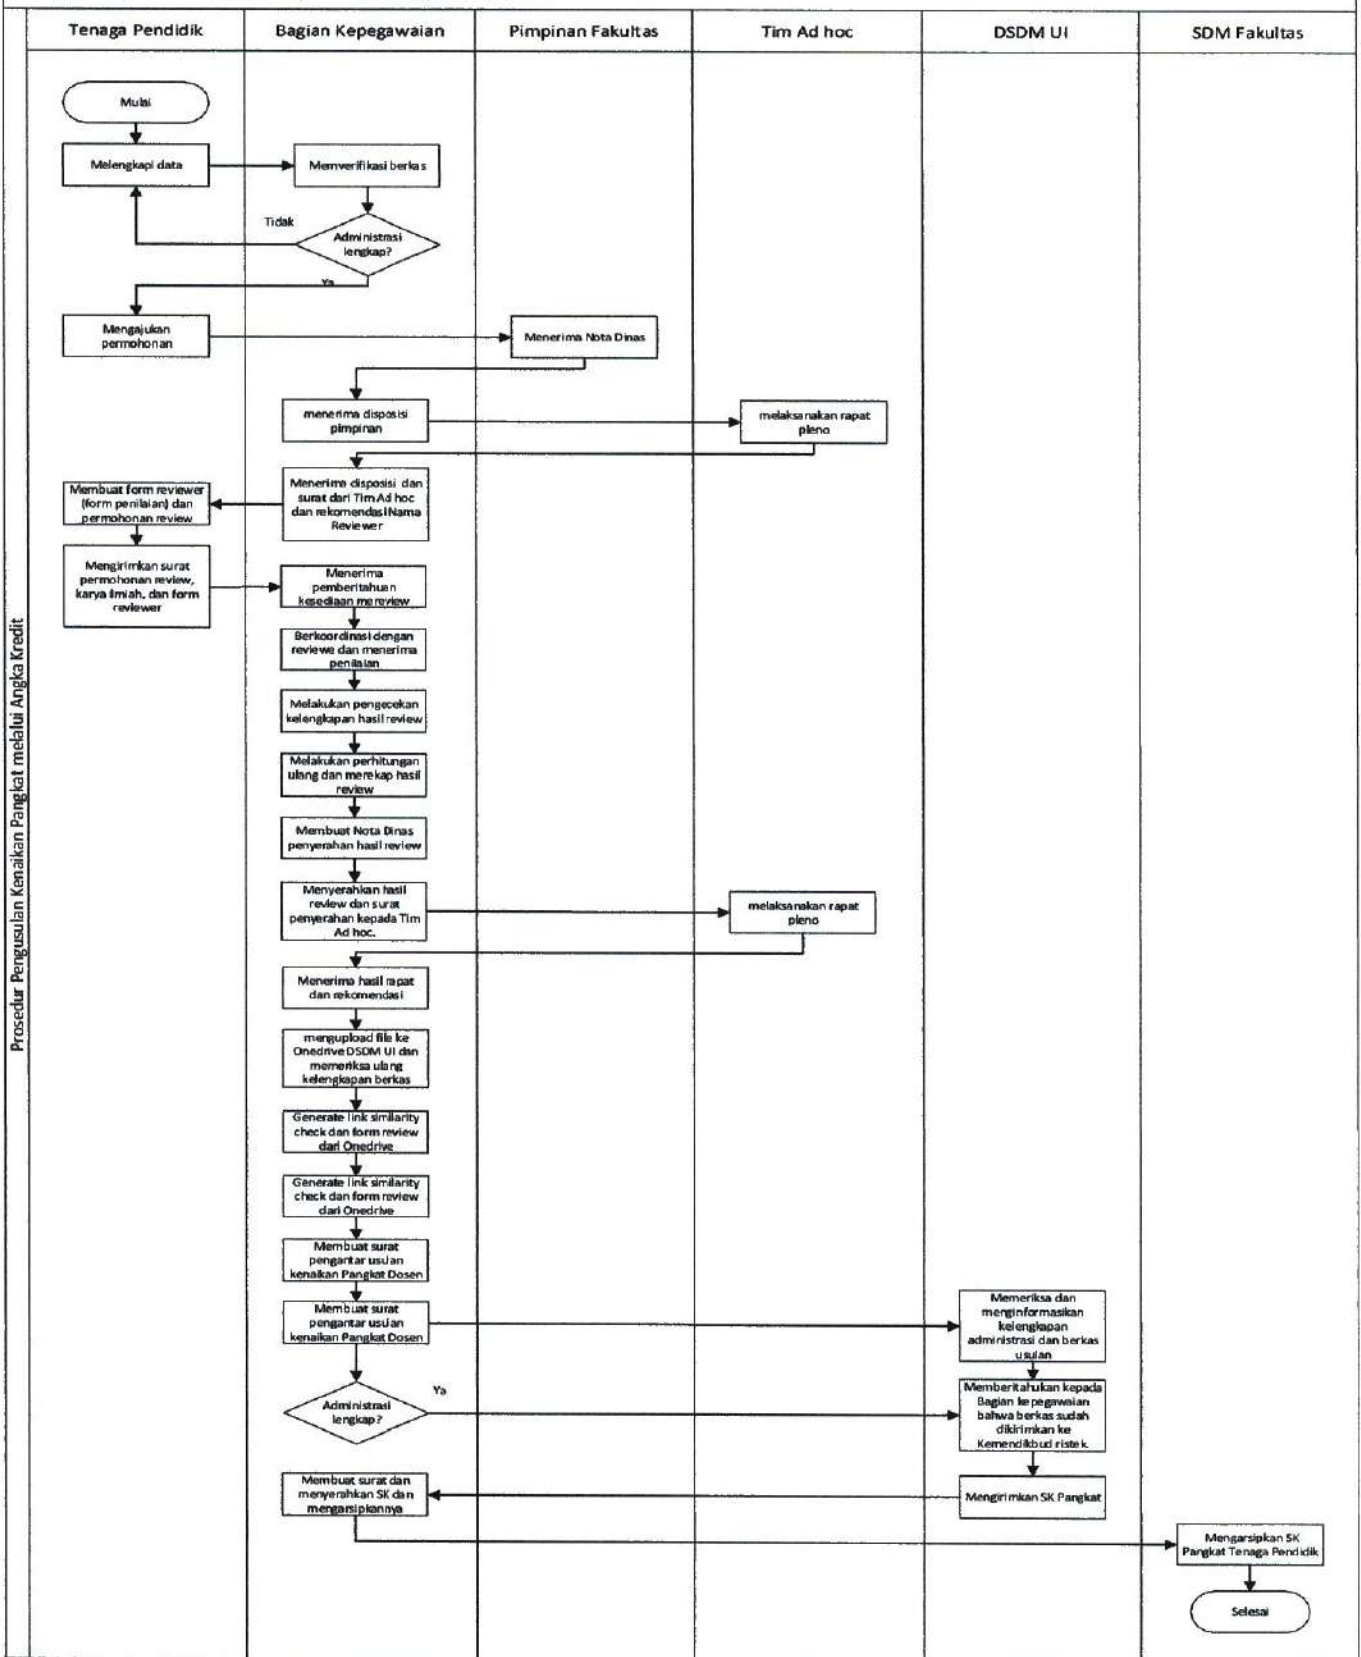 Tenaga Pendidik
Bagian Kepegawaian
Pimpinan Fakultas
Tim Ad hoc
DSDM UI
SDM Fakultas
Prosedur Pengusulan Kenaikan Pangkat melalui Angka Kredit
Mulai
Melengkapi data
Memverifikasi berkas
Tidak
Administrasi
lengkap?
Ya
Mengajukan
permohonan
Menerima Nota Dinas
menerima disposisi
pimpinan
melaksanakan rapat
pleno
Menerima disposisi dan
surat dari Tim Ad hoc
dan rekomendasi Nama
Reviewer
Membuat form reviewer
(form penilaian) dan
permohonan review
Mengirimkan surat
permohonan review,
karya ilmiah, dan form
reviewer
Menerima
pemberitahuan
kesediaan mereview
Berkoordinasi dengan
reviewe dan menerima
penilaian
Melakukan pengecekan
kelengkapan hasil review
Melakukan perhitungan
ulang dan merekap hasil
review
Membuat Nota Dinas
penyerahan hasil review
Menyerahkan hasil
review dan surat
penyerahan kepada Tim
Ad hoc.
melaksanakan rapat
pleno
Menerima hasil rapat
dan rekomendasi
mengupload file ke
Onedrive DSDM UI dan
memeriksa ulang
kelengkapan berkas
Generate link similarity
check dan form review
dari Onedrive
Generate link similarity
check dan form review
dari Onedrive
Membuat surat
pengantar usulan
kenaikan Pangkat Dosen
Membuat surat
pengantar usulan
kenaikan Pangkat Dosen
Memeriksa dan
menginformasikan
kelengkapan
administrasi dan berkas
usulan
Administrasi
lengkap?
Ya
Memberitahukan kepada
Bagian kepegawaian
bahwa berkas sudah
dikirimkan ke
Kemendikbud ristek.
Membuat surat dan
menyerahkan SK dan
mengarsipkannya
Mengirimkan SK Pangkat
Mengarsipkan SK
Pangkat Tenaga Pendidik
Selesai